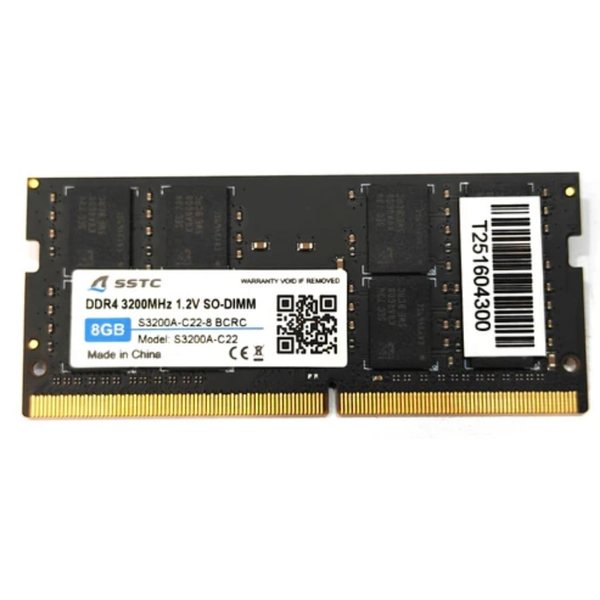 SSTC
WARRANTY VOID IF REMOVED
DDR4 3200MHz 1.2V SO-DIMM
8GB
S3200A-C22-8 BCRC
Model: S3200A-C22
Made in China
CE
T251604300